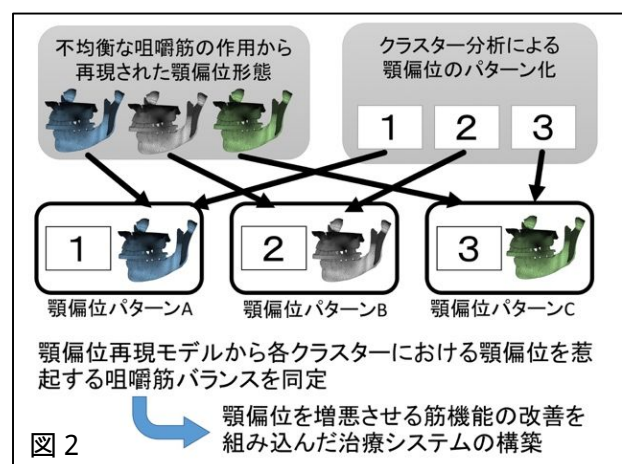 不均衡な咀嚼筋の作用から
再現された顎偏位形態
クラスター分析による
顎偏位のパターン化
1 2 3
1
2
3
顎偏位パターンA
顎偏位パターンB
顎偏位パターンC
顎偏位再現モデルから各クラスターにおける顎偏位を惹
起する咀嚼筋バランスを同定
顎偏位を増悪させる筋機能の改善を
組み込んだ治療システムの構築
図2